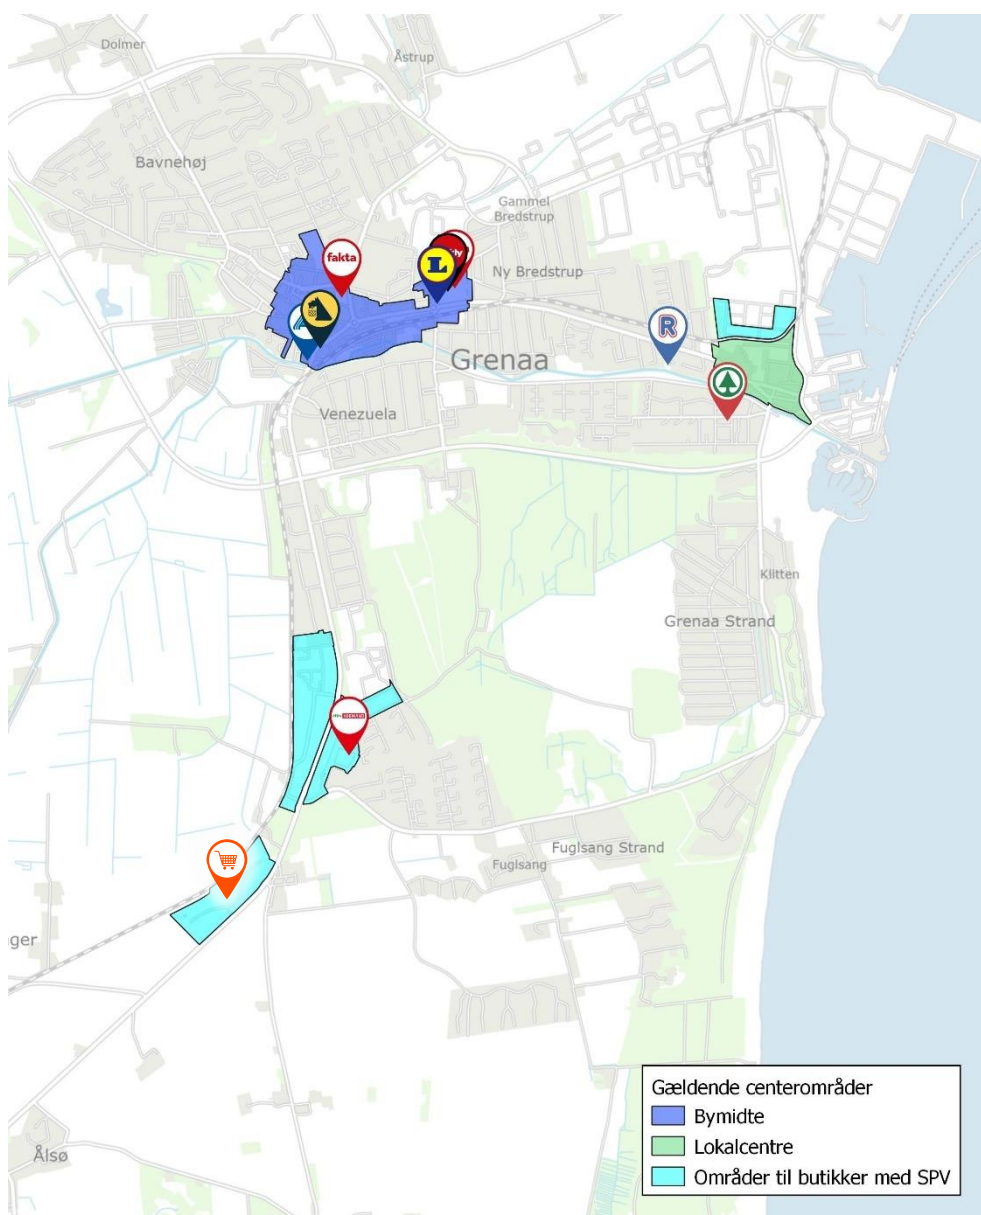 Dolmer
Åstrup
Bavnehøj
Gammel
Bredstrup
fakta
L
Ny Bredstrup
R
Grenaa
Venezuela
Klitten
Grenaa Strand
Fuglsang Strand
Fuglsang
ger
Ålsø
Gældende centerområder
Bymidte
Lokalcentre
Områder til butikker med SPV